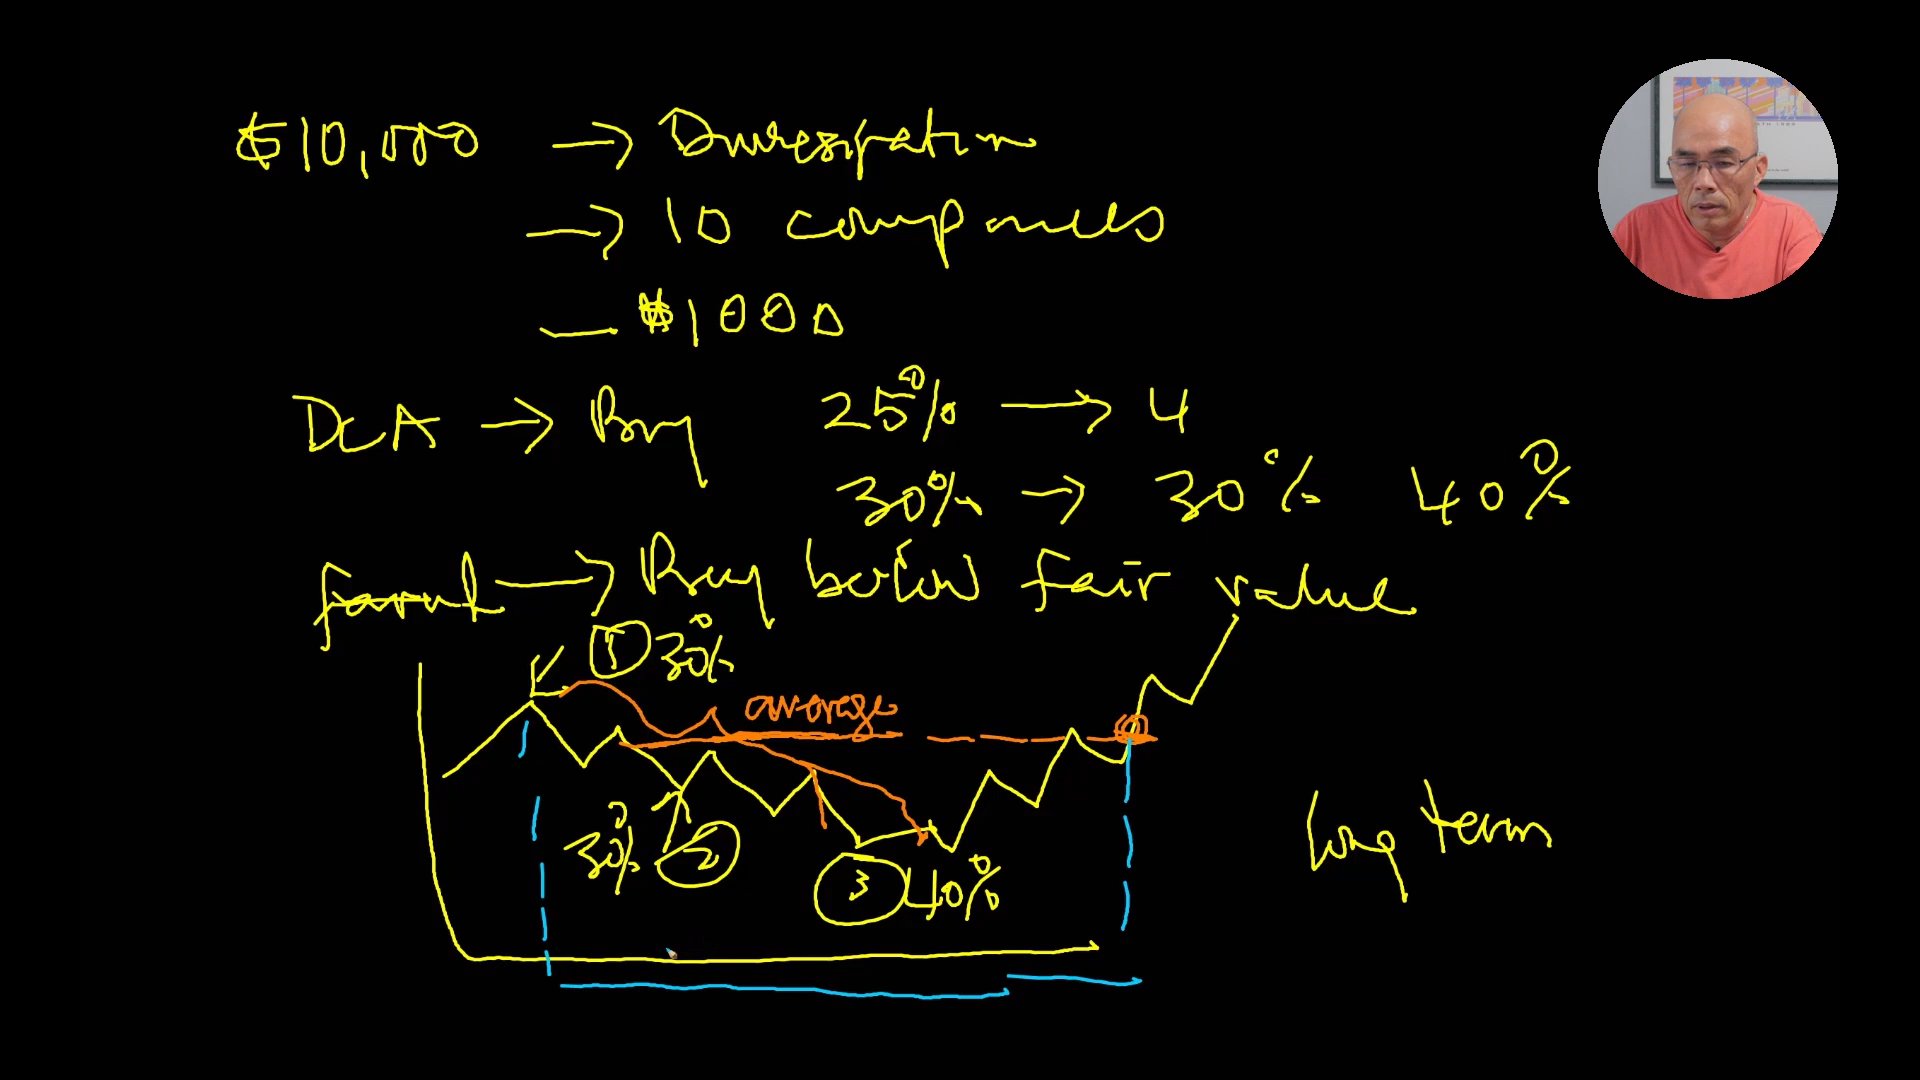 $10,000 → Diversification
→ 10 companies
— $1000
DCA → Buy 25% → 4
30% → 30% 40%
→ Buy below fair value
① 30%
average
30% ②
③ 40%
long term